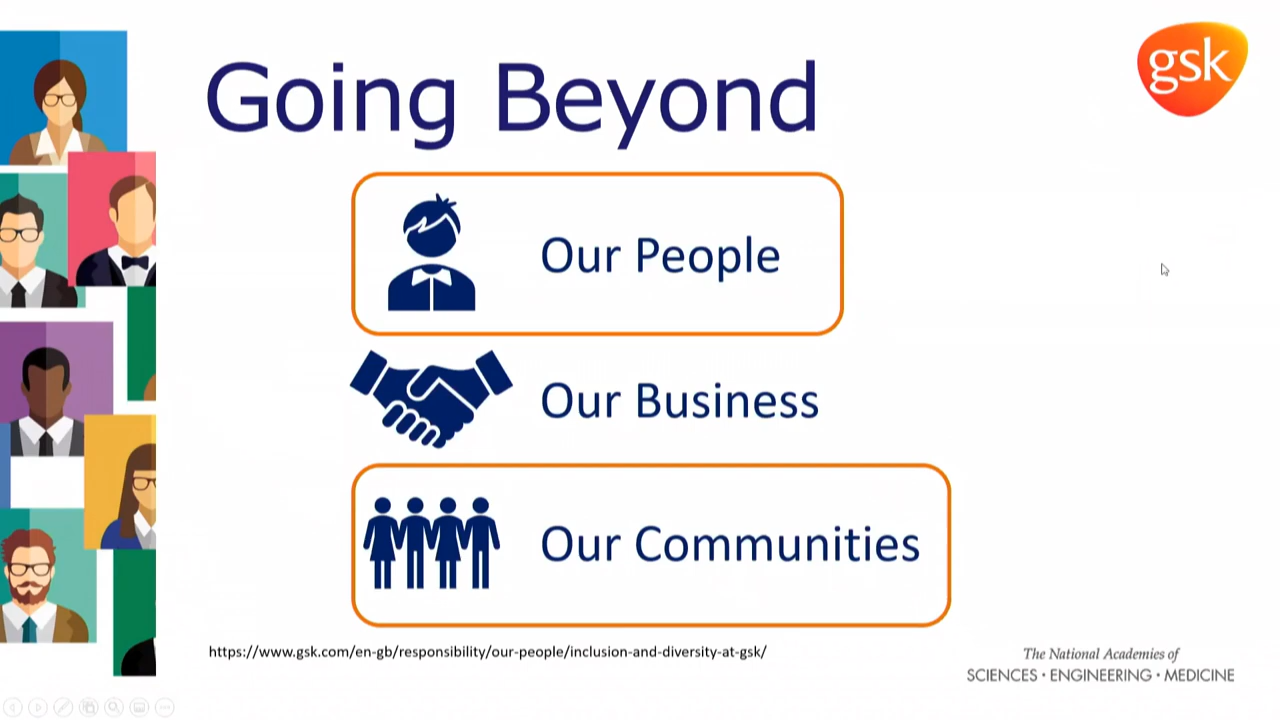 Going Beyond
gsk
Our People
Our Business
Our Communities
https://www.gsk.com/en-gb/responsibility/our-people/inclusion-and-diversity-at-gsk/
The National Academies of
SCIENCES · ENGINEERING · MEDICINE